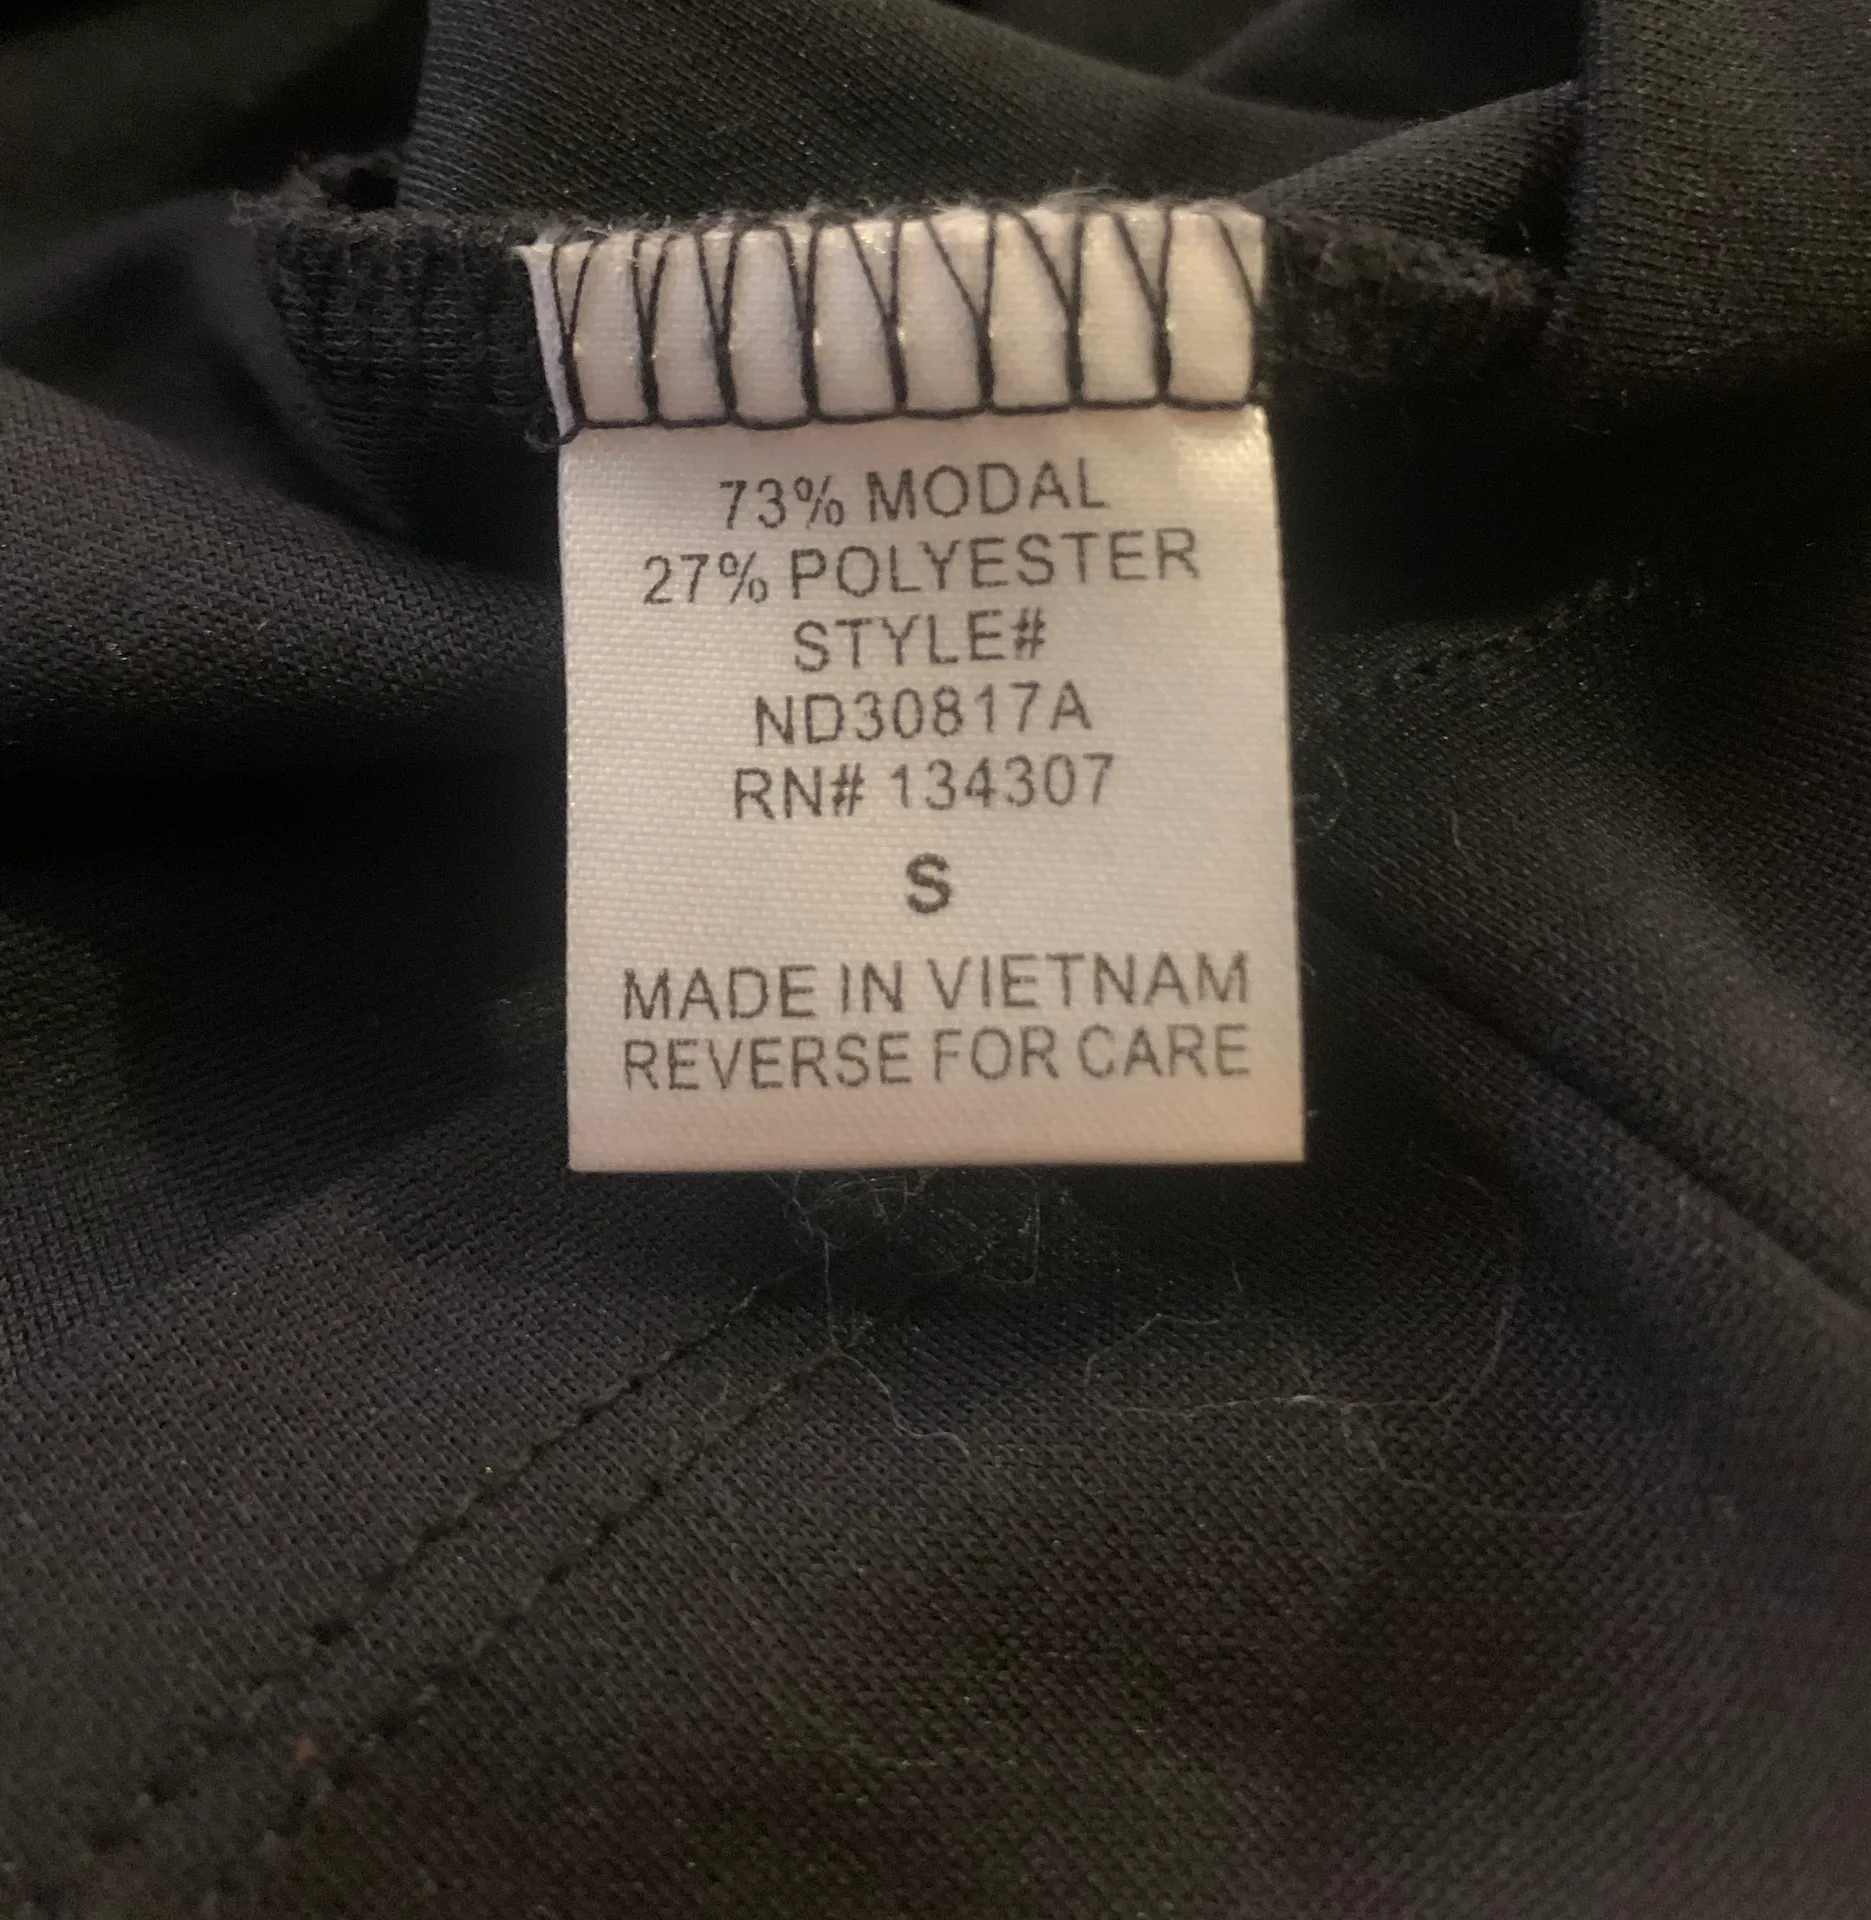 73% MODAL
27% POLYESTER
STYLE#
ND30817A
RN# 134307
S
MADE IN VIETNAM
REVERSE FOR CARE